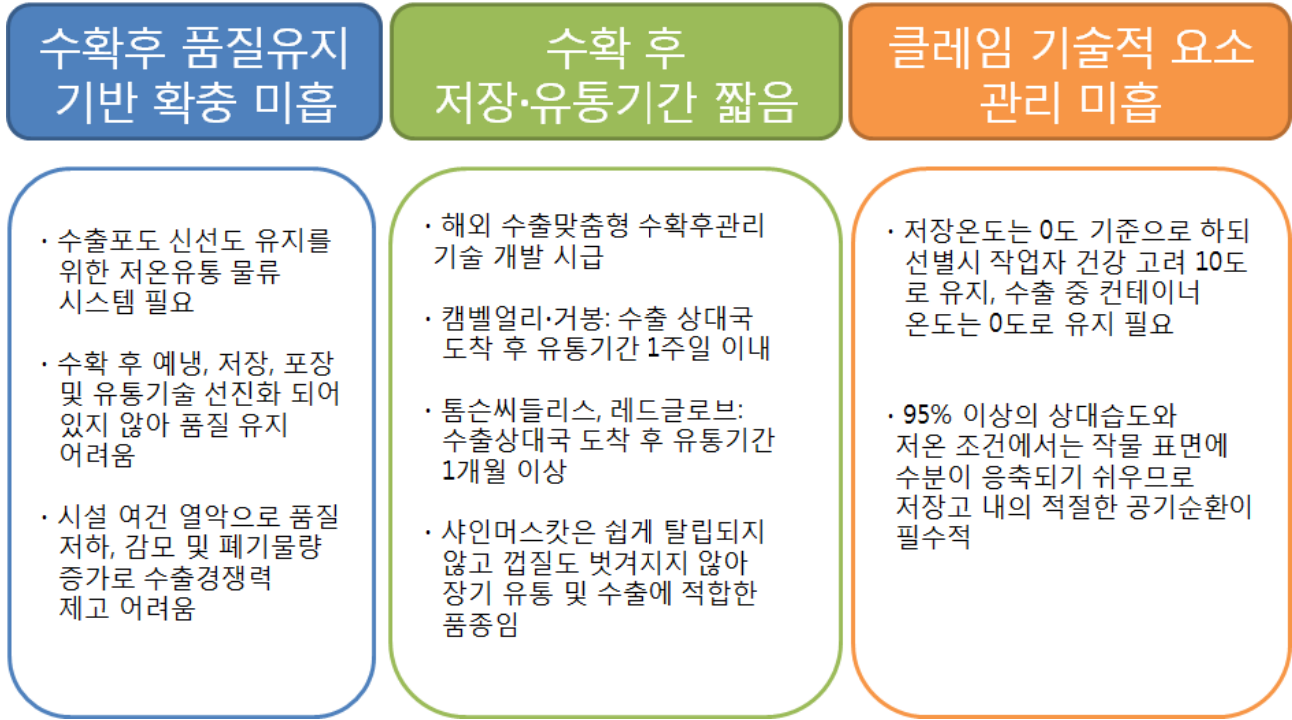 수확후 품질유지
기반 확충 미흡
· 수출포도 신선도 유지를
위한 저온유통 물류
시스템 필요
· 수확 후 예냉, 저장, 포장
및 유통기술 선진화 되어
있지 않아 품질 유지
어려움
· 시설 여건 열악으로 품질
저하, 감모 및 폐기물량
증가로 수출경쟁력
제고 어려움
수확 후
저장·유통기간 짧음
· 해외 수출맞춤형 수확후관리
기술 개발 시급
· 캠벨얼리·거봉: 수출 상대국
도착 후 유통기간 1주일 이내
· 톰슨씨들리스, 레드글로브:
수출상대국 도착 후 유통기간
1개월 이상
· 샤인머스캇은 쉽게 탈립되지
않고 껍질도 벗겨지지 않아
장기 유통 및 수출에 적합한
품종임
클레임 기술적 요소
관리 미흡
· 저장온도는 0도 기준으로 하되
선별시 작업자 건강 고려 10도
로 유지, 수출 중 컨테이너
온도는 0도로 유지 필요
· 95% 이상의 상대습도와
저온 조건에서는 작물 표면에
수분이 응축되기 쉬우므로
저장고 내의 적절한 공기순환이
필수적